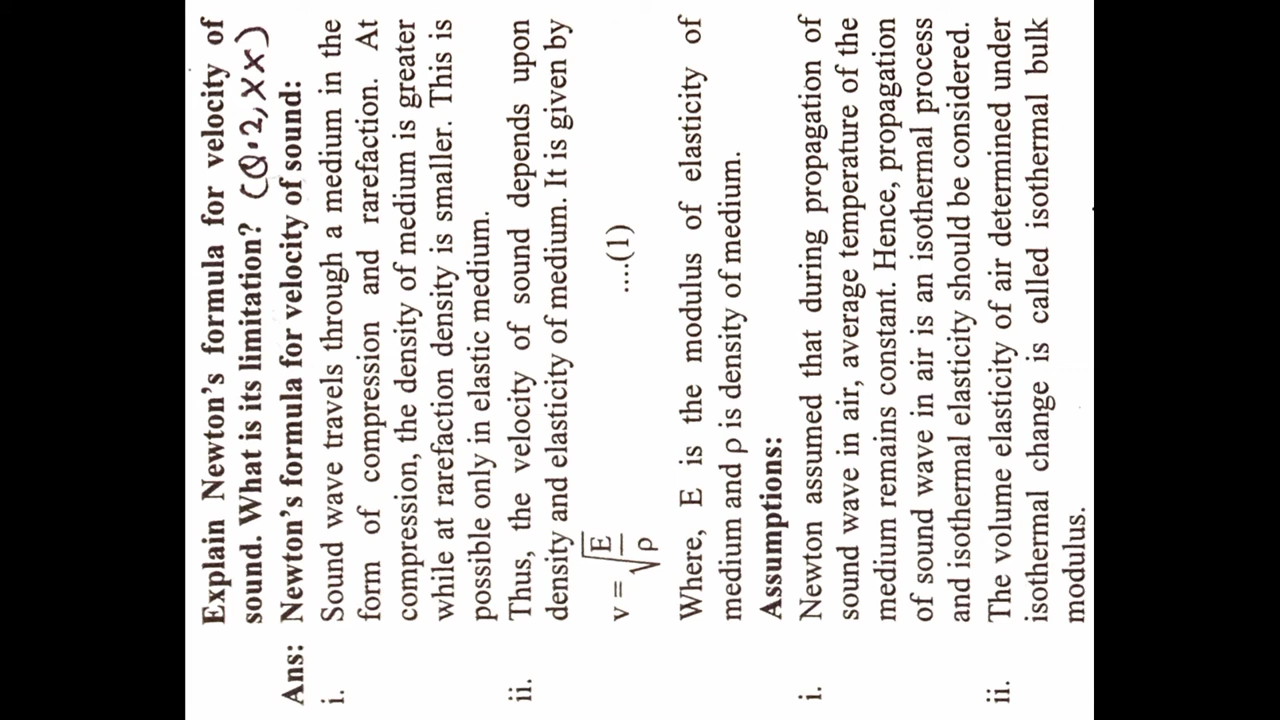 Explain Newton's formula for velocity of
sound. What is its limitation? (Q.2, XX)
Ans: Newton's formula for velocity of sound:
i. Sound wave travels through a medium in the
form of compression and rarefaction. At
compression, the density of medium is greater
while at rarefaction density is smaller. This is
possible only in elastic medium.
ii. Thus, the velocity of sound depends upon
density and elasticity of medium. It is given by
v = √(E/ρ) ....(1)
Where, E is the modulus of elasticity of
medium and ρ is density of medium.
Assumptions:
i. Newton assumed that during propagation of
sound wave in air, average temperature of the
medium remains constant. Hence, propagation
of sound wave in air is an isothermal process
and isothermal elasticity should be considered.
ii. The volume elasticity of air determined under
isothermal change is called isothermal bulk
modulus.